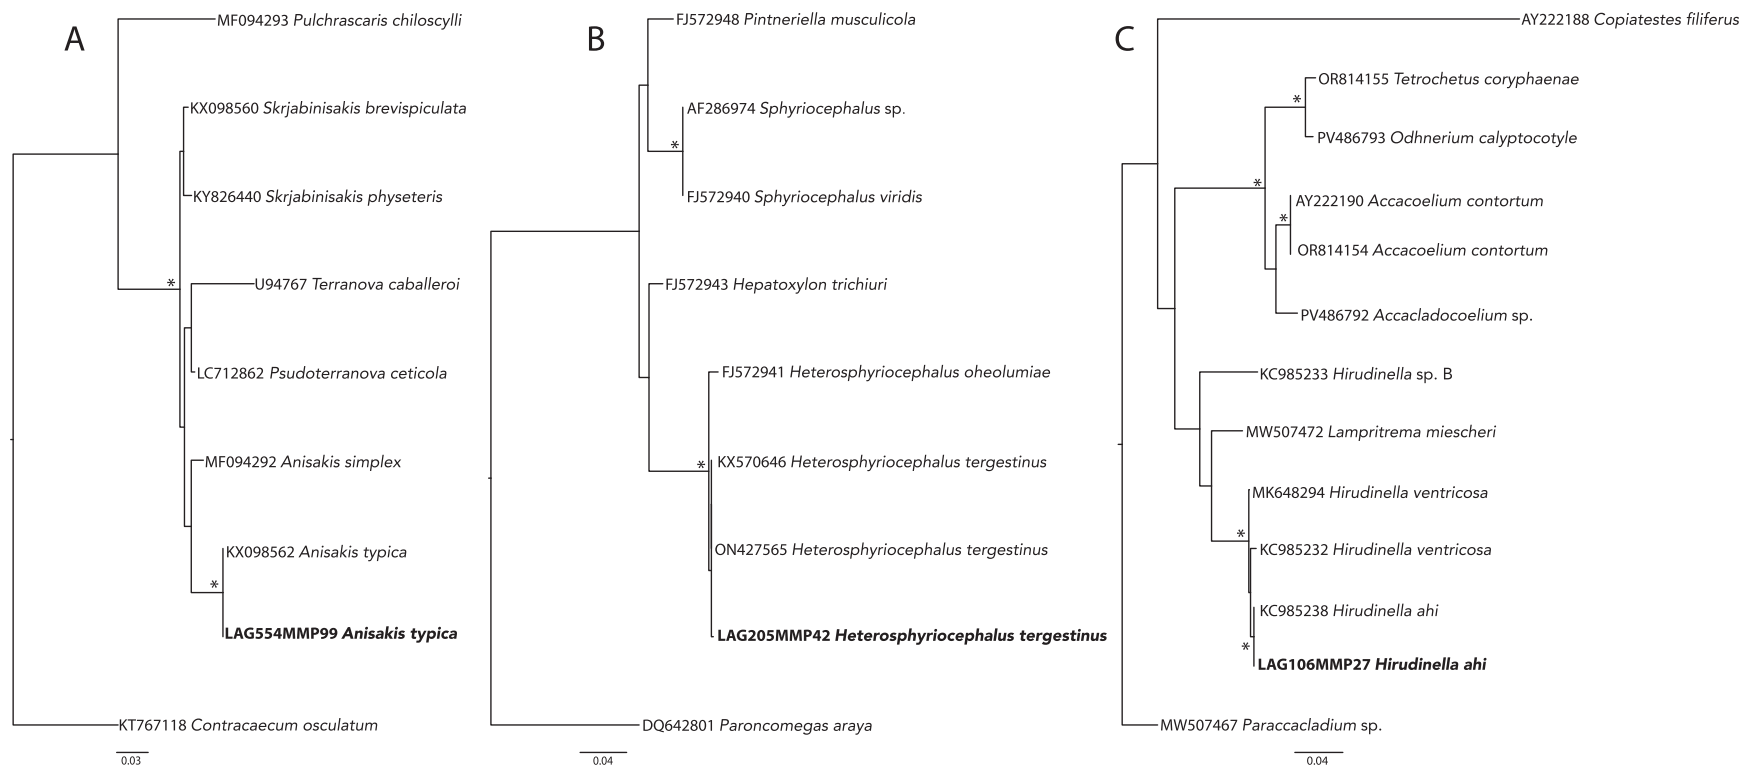 A
MF094293 Pulchrascaris chiloscylli
KX098560 Skrjabinisakis brevispiculata
KY826440 Skrjabinisakis physeteris
*
U94767 Terranova caballeroi
LC712862 Psudoterranova ceticola
MF094292 Anisakis simplex
KX098562 Anisakis typica
*
LAG554MMP99 Anisakis typica
KT767118 Contracaecum osculatum
0.03
B
FJ572948 Pintneriella musculicola
AF286974 Sphyriocephalus sp.
*
FJ572940 Sphyriocephalus viridis
FJ572943 Hepatoxylon trichiuri
FJ572941 Heterosphyriocephalus oheolumiae
*
KX570646 Heterosphyriocephalus tergestinus
ON427565 Heterosphyriocephalus tergestinus
LAG205MMP42 Heterosphyriocephalus tergestinus
DQ642801 Paroncomegas araya
0.04
C
AY222188 Copiatestes filiferus
OR814155 Tetrochetus coryphaenae
*
PV486793 Odhnerium calyptocotyle
*
AY222190 Accacoelium contortum
*
OR814154 Accacoelium contortum
PV486792 Accacladocoelium sp.
KC985233 Hirudinella sp. B
MW507472 Lampritrema miescheri
MK648294 Hirudinella ventricosa
*
KC985232 Hirudinella ventricosa
KC985238 Hirudinella ahi
*
LAG106MMP27 Hirudinella ahi
MW507467 Paraccacladium sp.
0.04